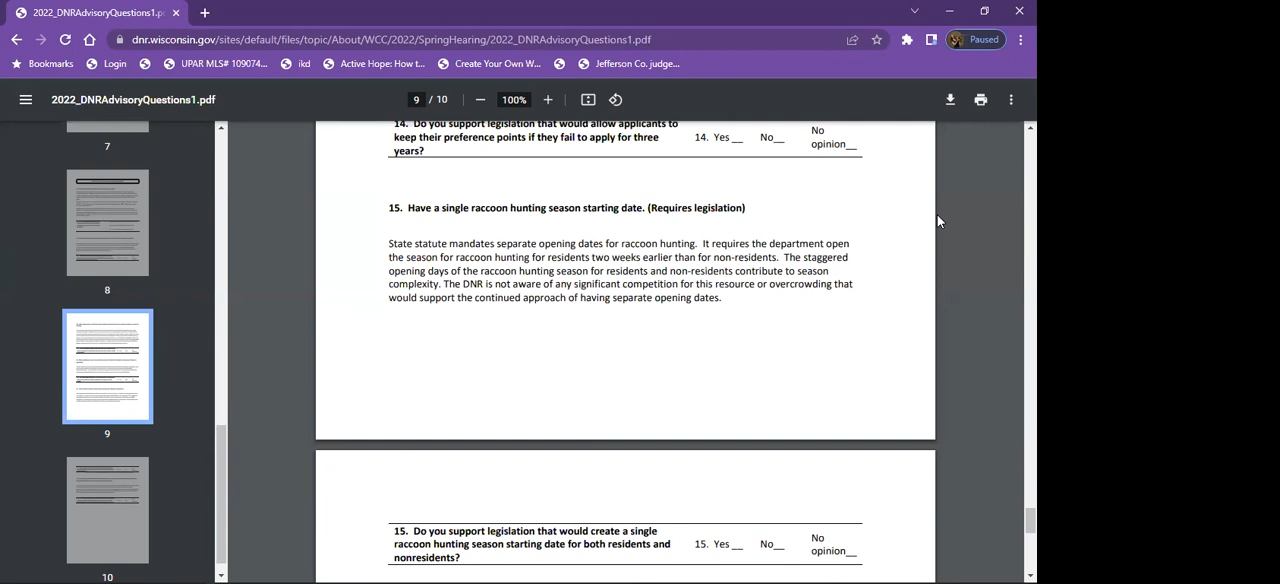 2022_DNRAdvisoryQuestions1.p
dnr.wisconsin.gov/sites/default/files/topic/About/WCC/2022/SpringHearing/2022_DNRAdvisoryQuestions1.pdf
Paused
Bookmarks
Login
UPAR MLS# 109074...
ikd
Active Hope: How t...
Create Your Own W...
Jefferson Co. judge...
2022_DNRAdvisoryQuestions1.pdf
9 / 10
100%
7
8
9
10
14. Do you support legislation that would allow applicants to
keep their preference points if they fail to apply for three
years?
14. Yes __ No__ No
opinion__
15. Have a single raccoon hunting season starting date. (Requires legislation)
State statute mandates separate opening dates for raccoon hunting. It requires the department open
the season for raccoon hunting for residents two weeks earlier than for non-residents. The staggered
opening days of the raccoon hunting season for residents and non-residents contribute to season
complexity. The DNR is not aware of any significant competition for this resource or overcrowding that
would support the continued approach of having separate opening dates.
15. Do you support legislation that would create a single
raccoon hunting season starting date for both residents and
nonresidents?
15. Yes __ No__ No
opinion__